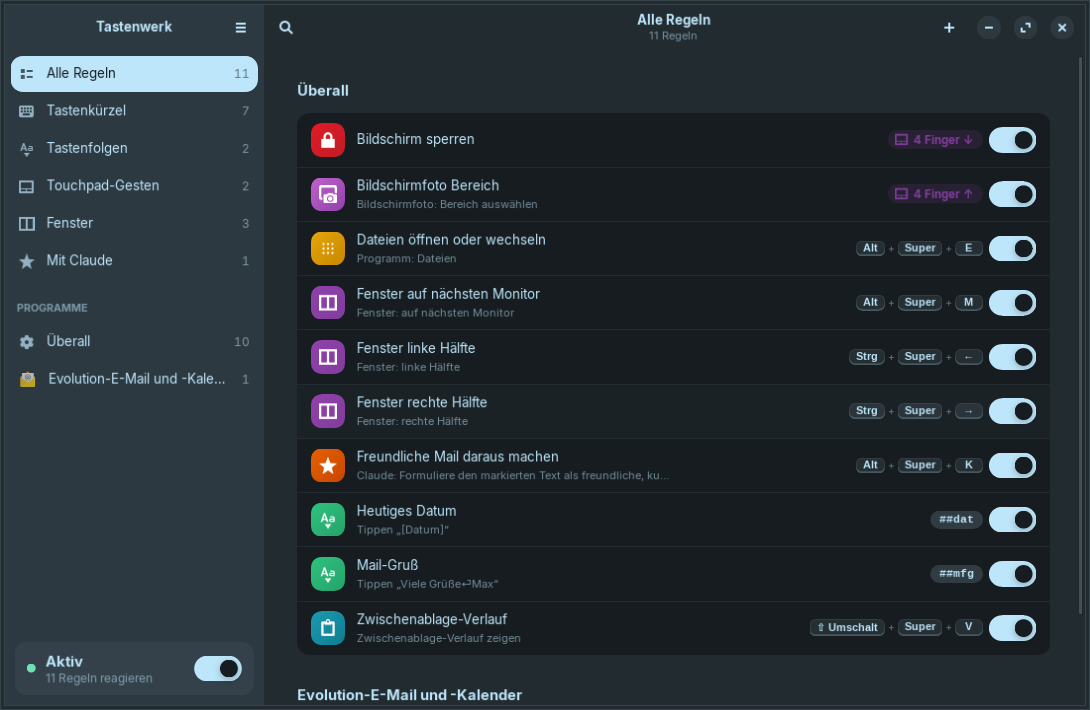 Tastenwerk
Alle Regeln
11 Regeln
Alle Regeln 11
Tastenkürzel 7
Tastenfolgen 2
Touchpad-Gesten 2
Fenster 3
Mit Claude 1
PROGRAMME
Überall 10
Evolution-E-Mail und -Kale... 1
Aktiv
11 Regeln reagieren
Überall
Bildschirm sperren
4 Finger ↓
Bildschirmfoto Bereich
Bildschirmfoto: Bereich auswählen
4 Finger ↑
Dateien öffnen oder wechseln
Programm: Dateien
Alt + Super + E
Fenster auf nächsten Monitor
Fenster: auf nächsten Monitor
Alt + Super + M
Fenster linke Hälfte
Fenster: linke Hälfte
Strg + Super + ←
Fenster rechte Hälfte
Fenster: rechte Hälfte
Strg + Super + →
Freundliche Mail daraus machen
Claude: Formuliere den markierten Text als freundliche, ku...
Alt + Super + K
Aa
Heutiges Datum
Tippen „[Datum]“
##dat
Aa
Mail-Gruß
Tippen „Viele Grüße⏎Max“
##mfg
Zwischenablage-Verlauf
Zwischenablage-Verlauf zeigen
⇧ Umschalt + Super + V
Evolution-E-Mail und -Kalender